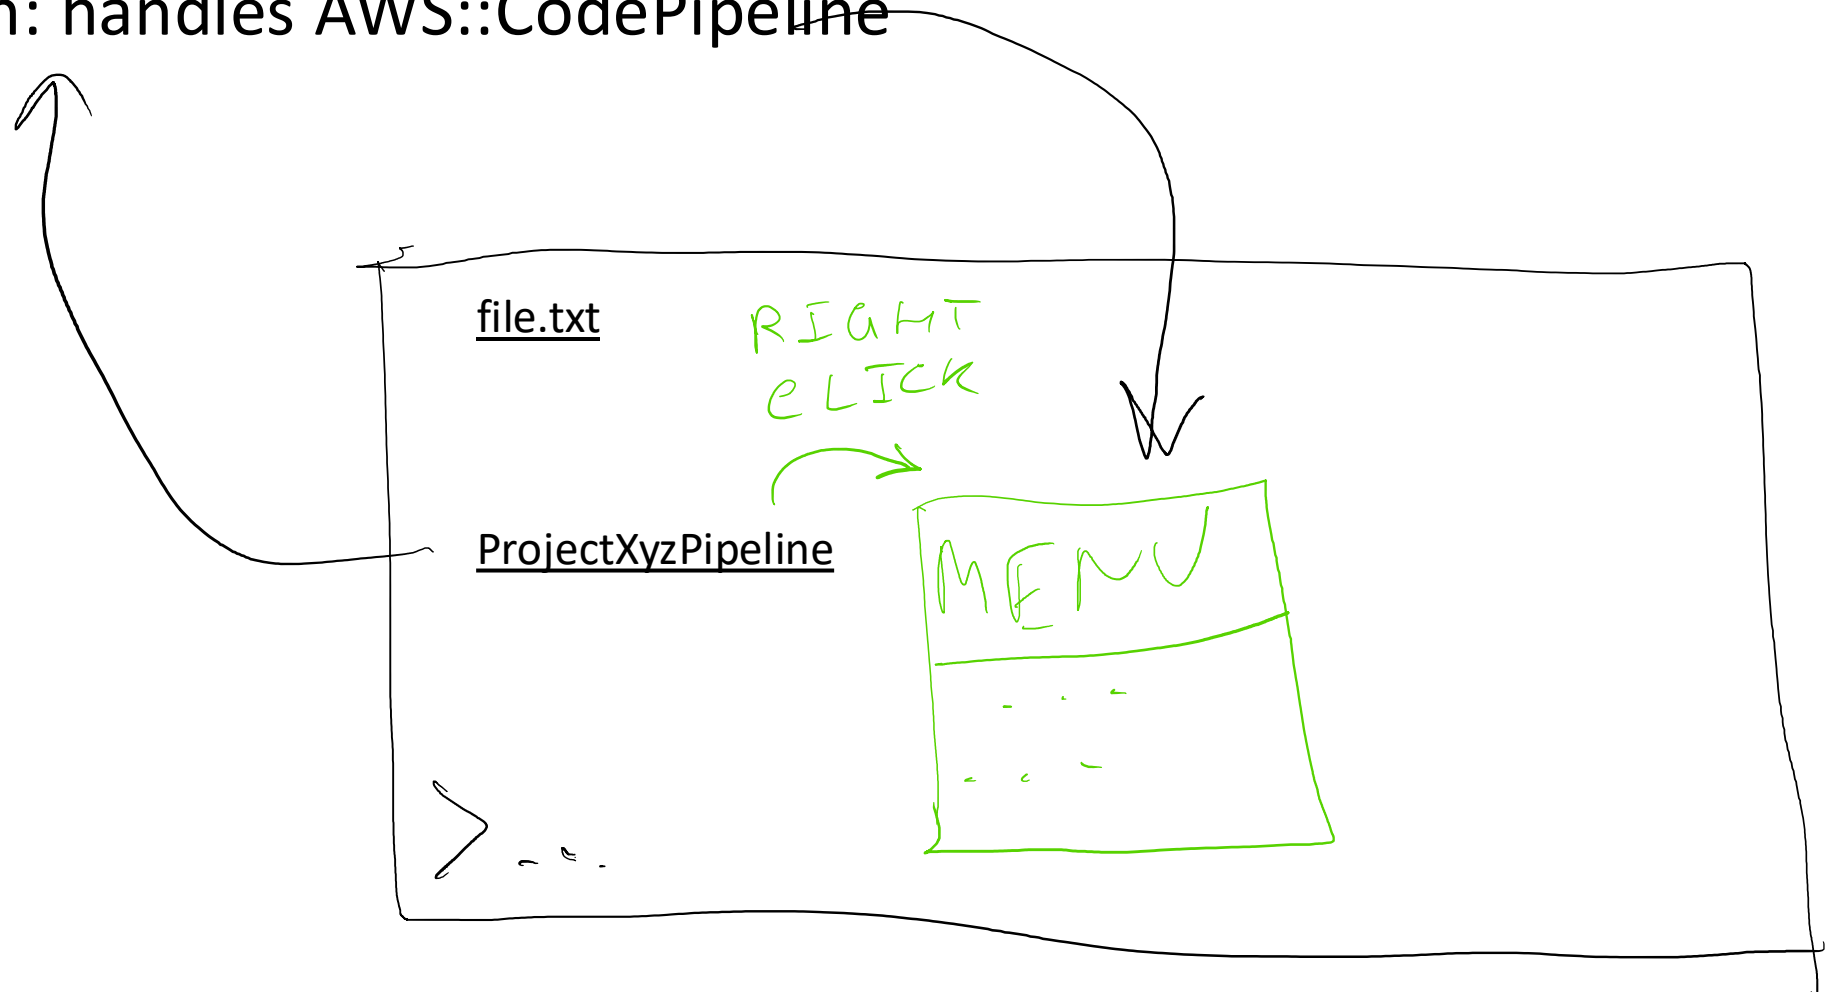 n: handles AWS::CodePipeline
file.txt
RIGHT
CLICK
ProjectXyzPipeline
MENU
- . -
- . -
> - - .